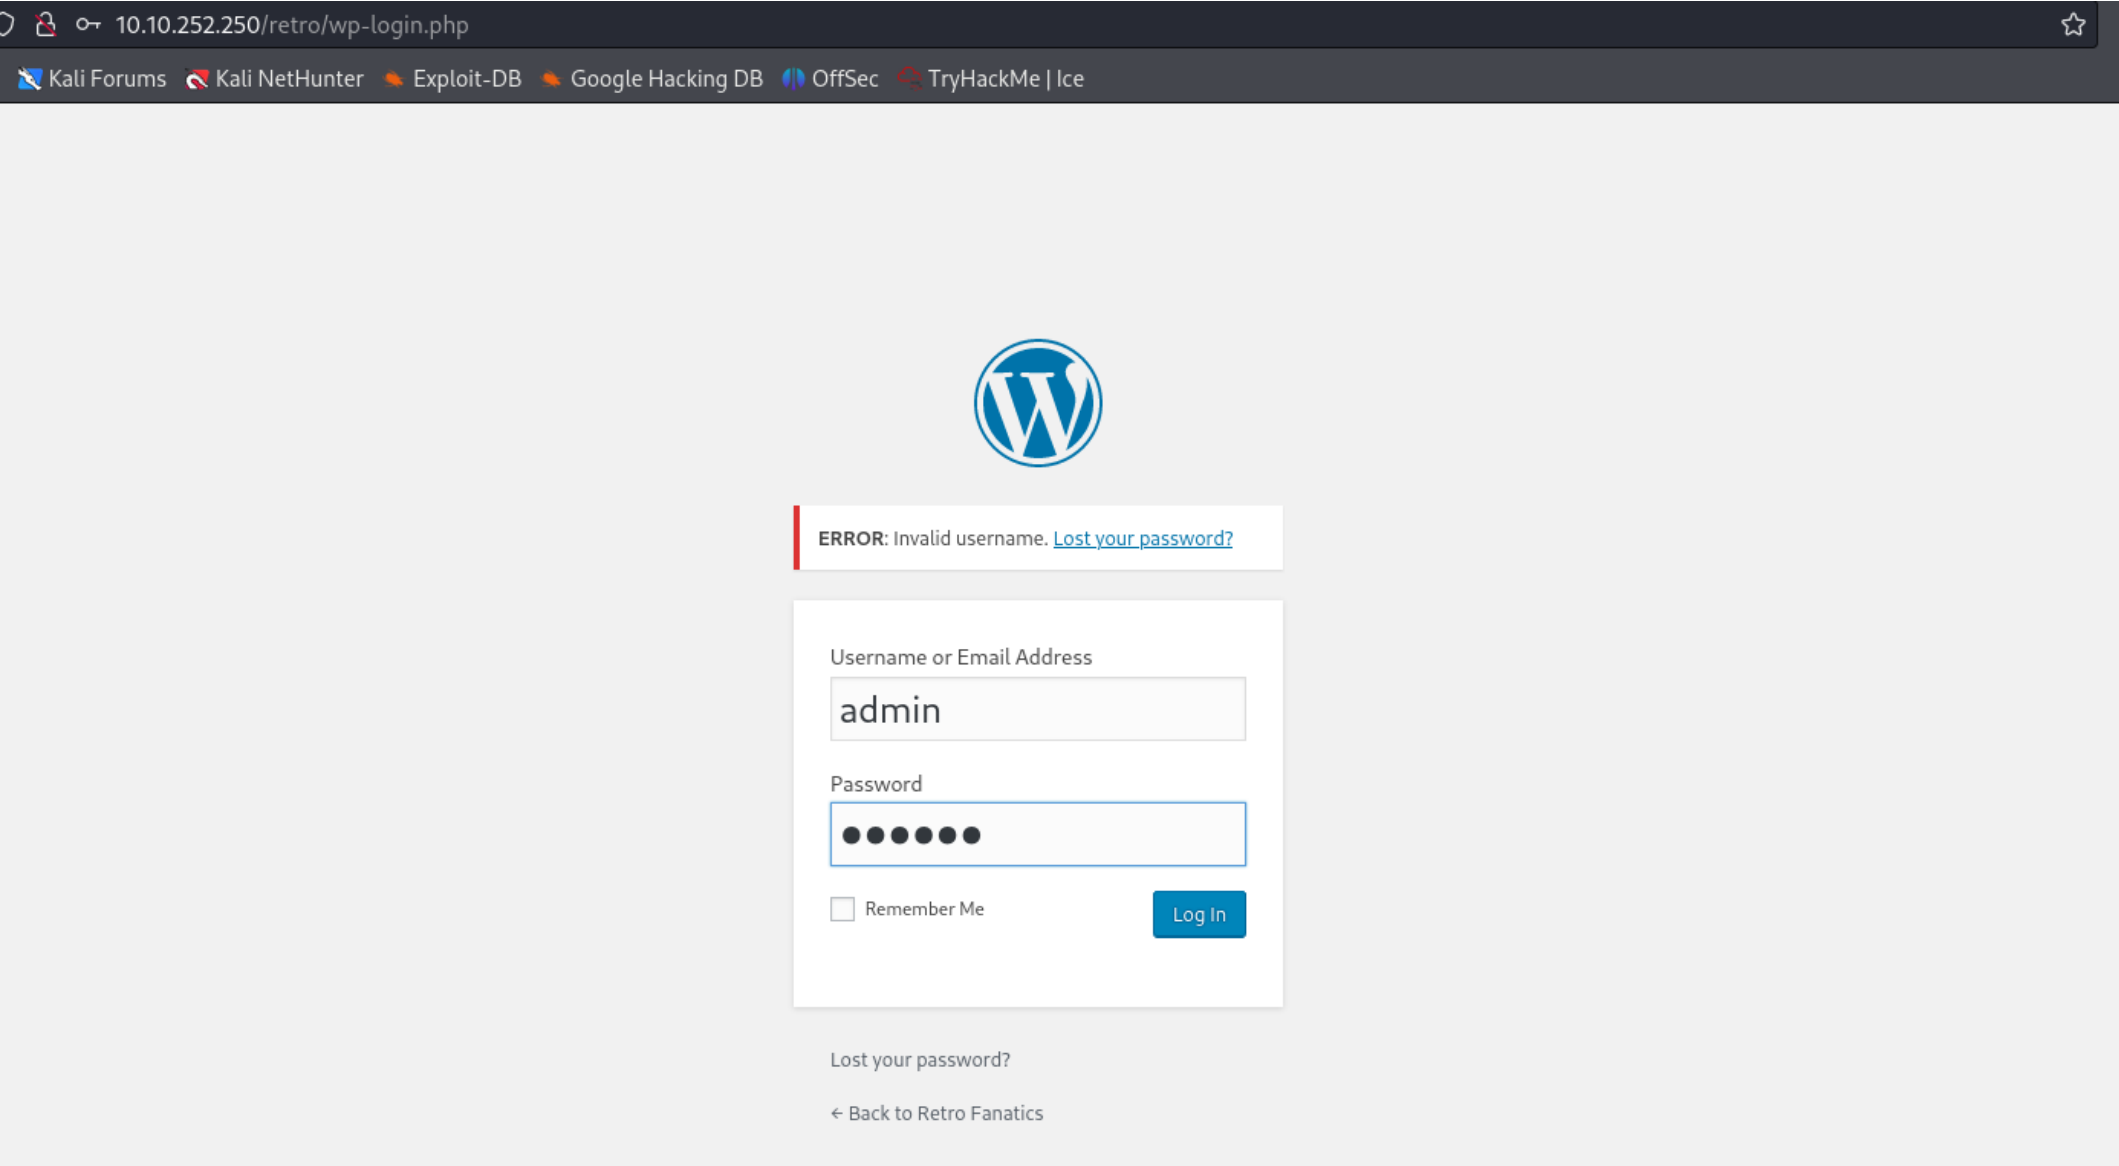 10.10.252.250/retro/wp-login.php
Kali Forums Kali NetHunter Exploit-DB Google Hacking DB OffSec TryHackMe | Ice
ERROR: Invalid username. Lost your password?
Username or Email Address
admin
Password
Remember Me
Log In
Lost your password?
← Back to Retro Fanatics